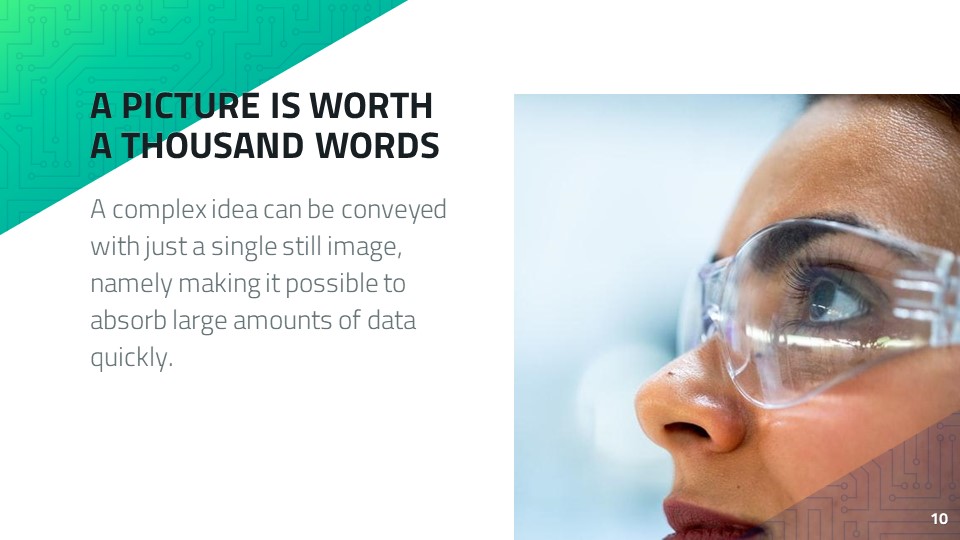 A PICTURE IS WORTH
A THOUSAND WORDS
A complex idea can be conveyed
with just a single still image,
namely making it possible to
absorb large amounts of data
quickly.
10